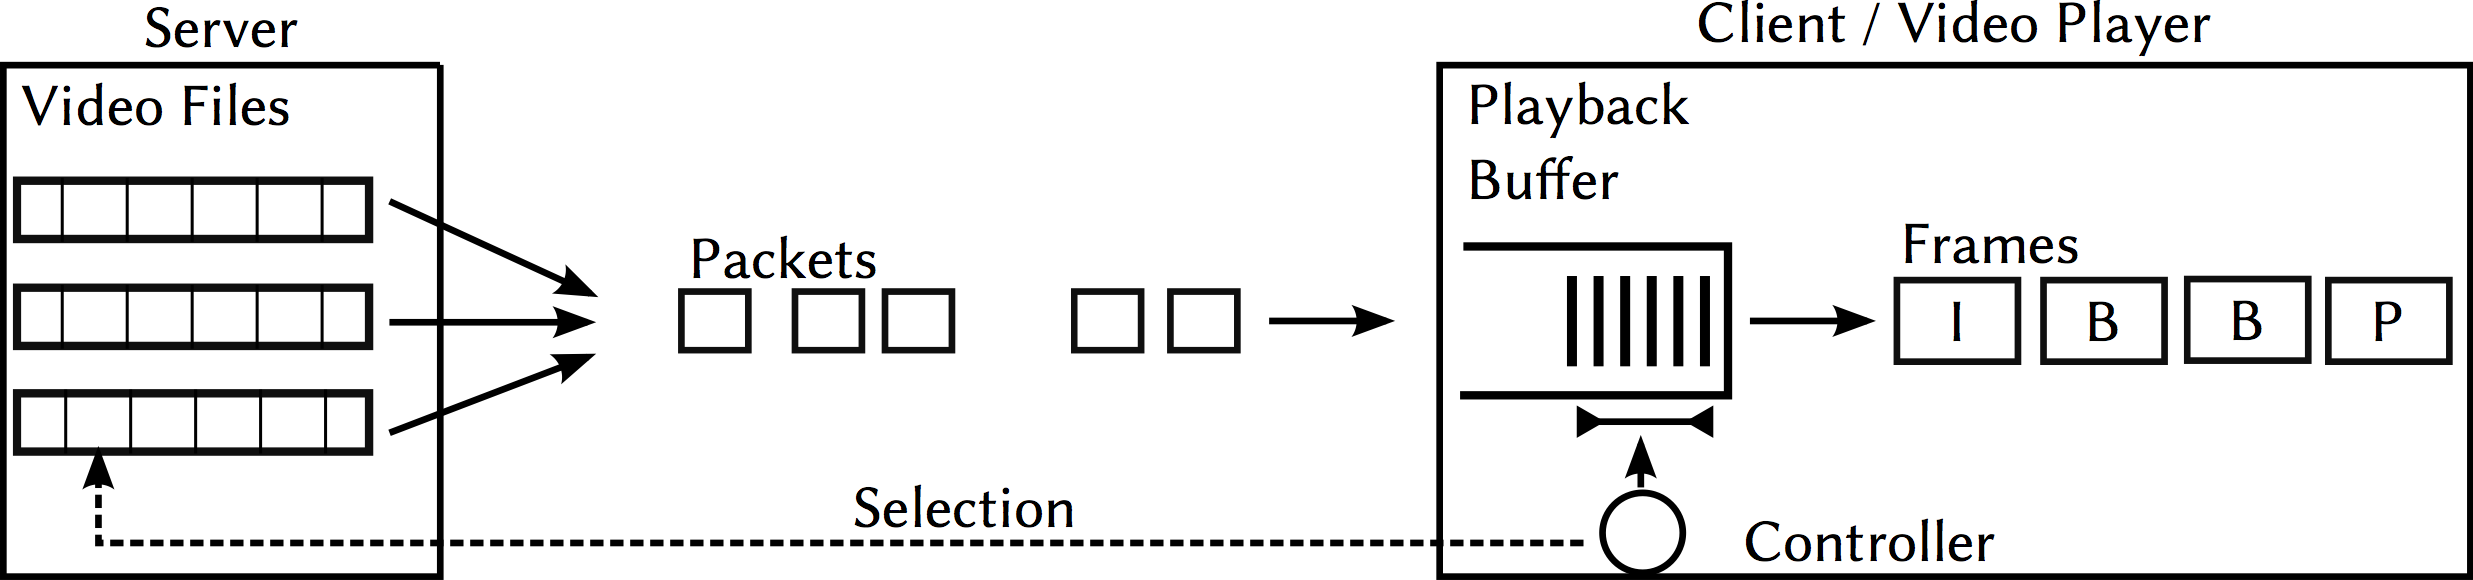 Server
Client / Video Player
Video Files
Playback
Buffer
Packets
Frames
I
B
B
P
Selection
Controller